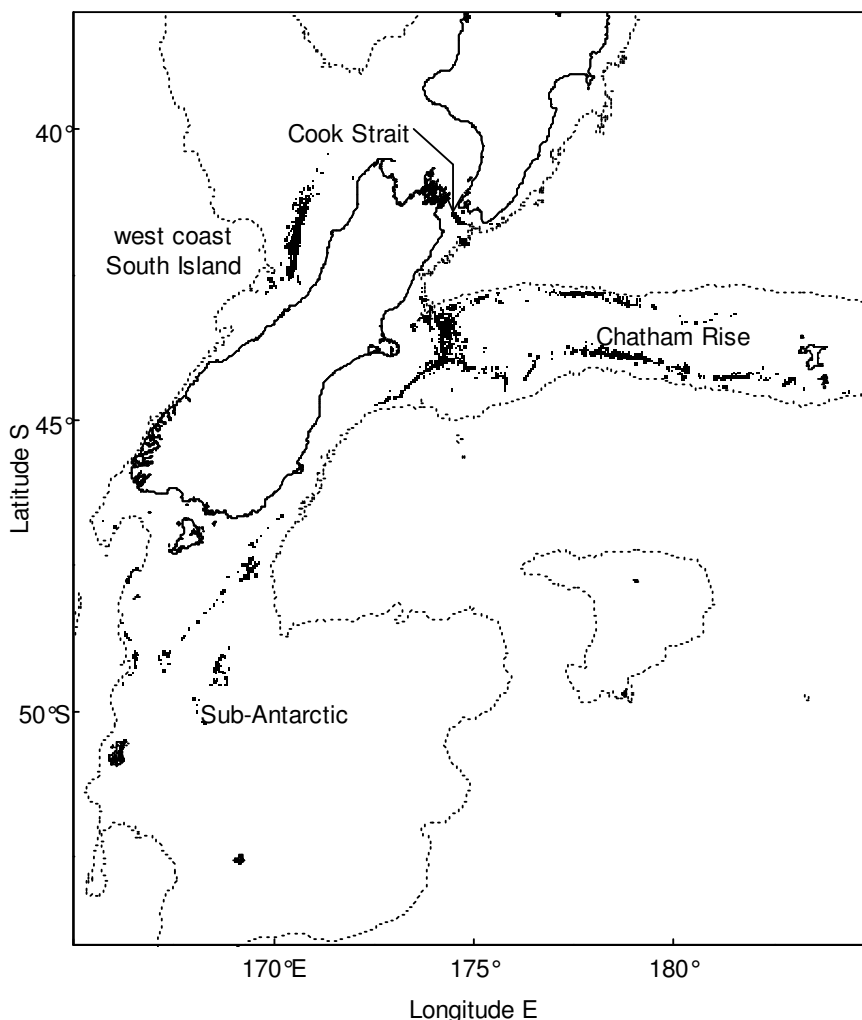 40°
Cook Strait
west coast
South Island
Chatham Rise
45°
Latitude S
50°S
Sub-Antarctic
170°E
175°
180°
Longitude E